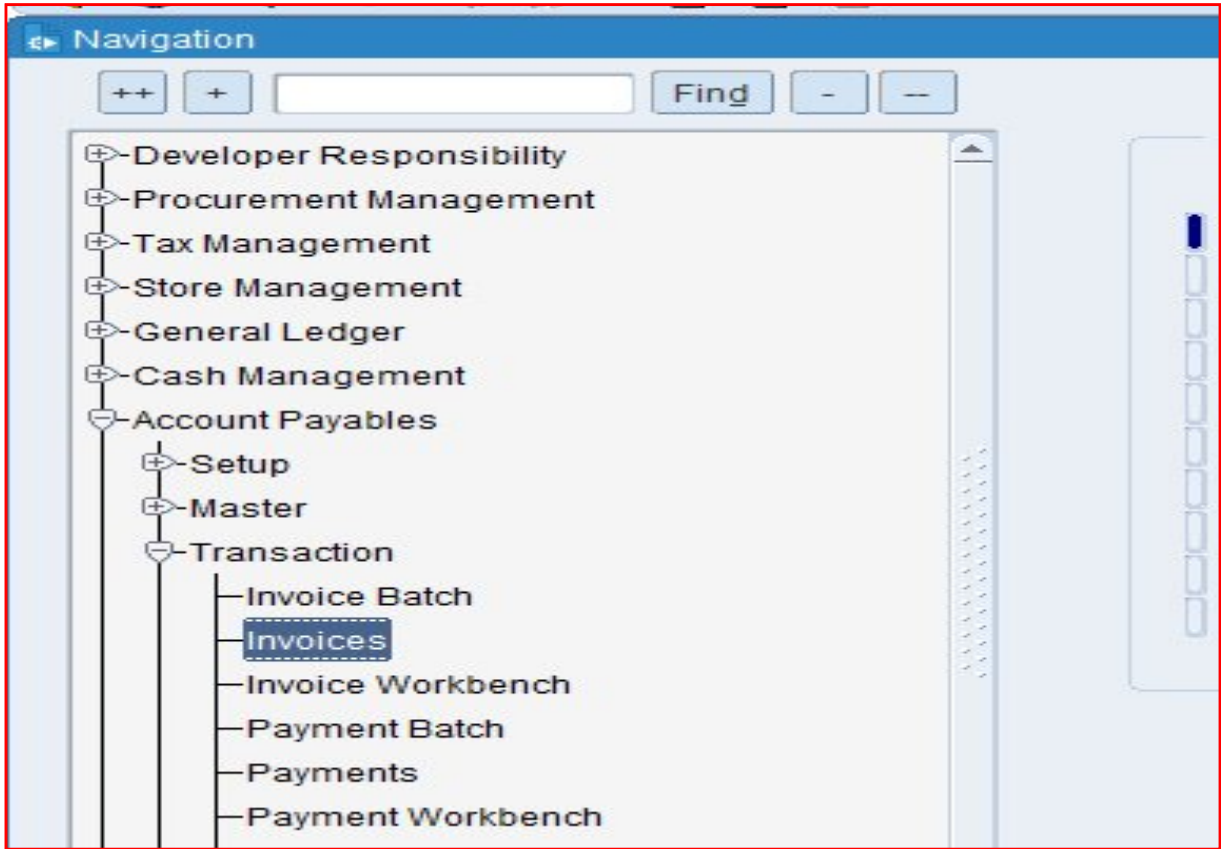 Navigation
++ + Find - --
Developer Responsibility
Procurement Management
Tax Management
Store Management
General Ledger
Cash Management
Account Payables
Setup
Master
Transaction
Invoice Batch
Invoices
Invoice Workbench
Payment Batch
Payments
Payment Workbench